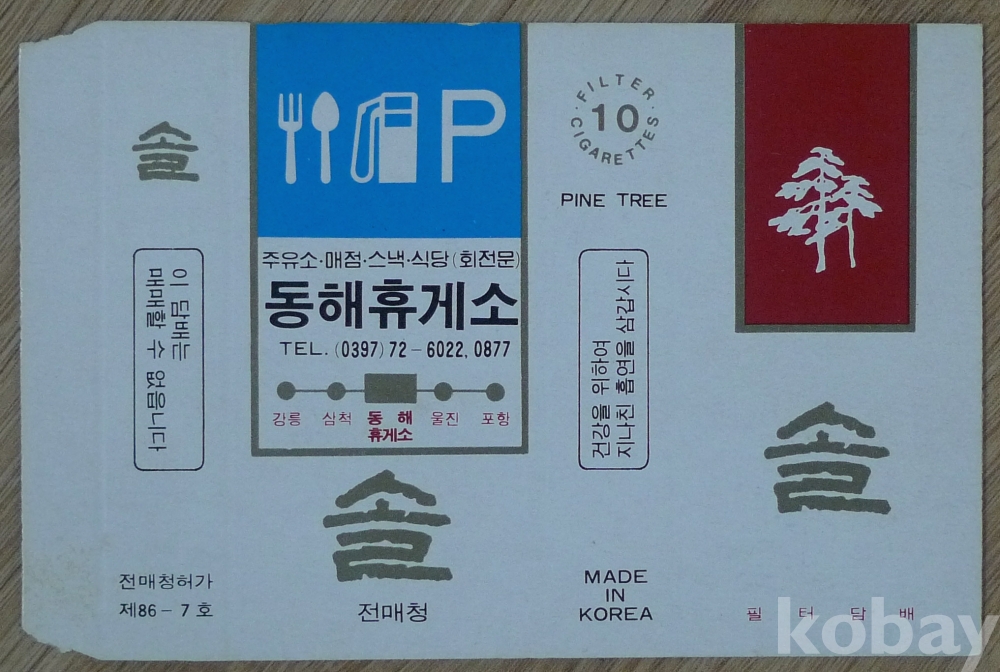 솔
이 담배는
매매할 수 없읍니다
전매청허가
제86-7호
P
주유소·매점·스낵·식당(회전문)
동해휴게소
TEL. (0397) 72-6022, 0877
강릉 삼척 동해 울진 포항
휴게소
솔
전매청
FILTER
10
CIGARETTES
PINE TREE
건강을 위하여
지나친 흡연을 삼갑시다
MADE
IN
KOREA
솔
필터담배
kobay